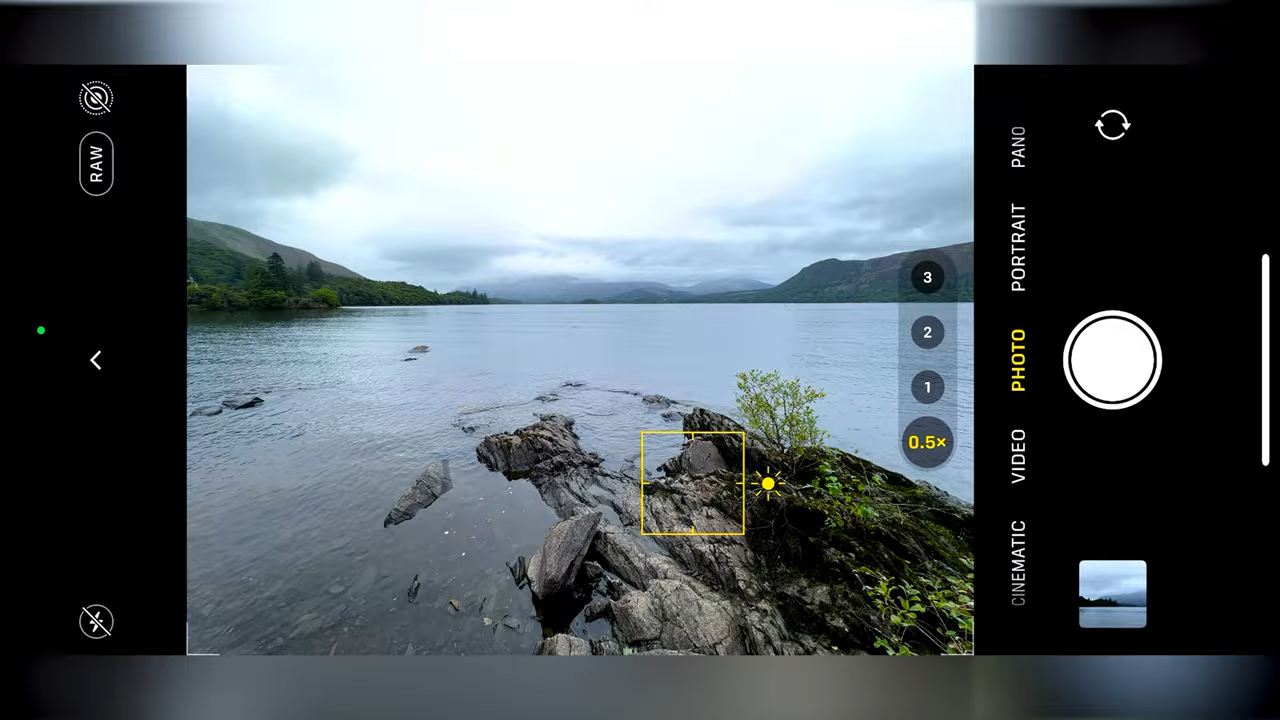 RAW
3
2
1
0.5×
PANO
PORTRAIT
PHOTO
VIDEO
CINEMATIC